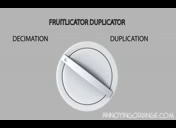 FRUITLICATOR DUPLICATOR
DECIMATION DUPLICATION
ANNOYINGORANGE.COM